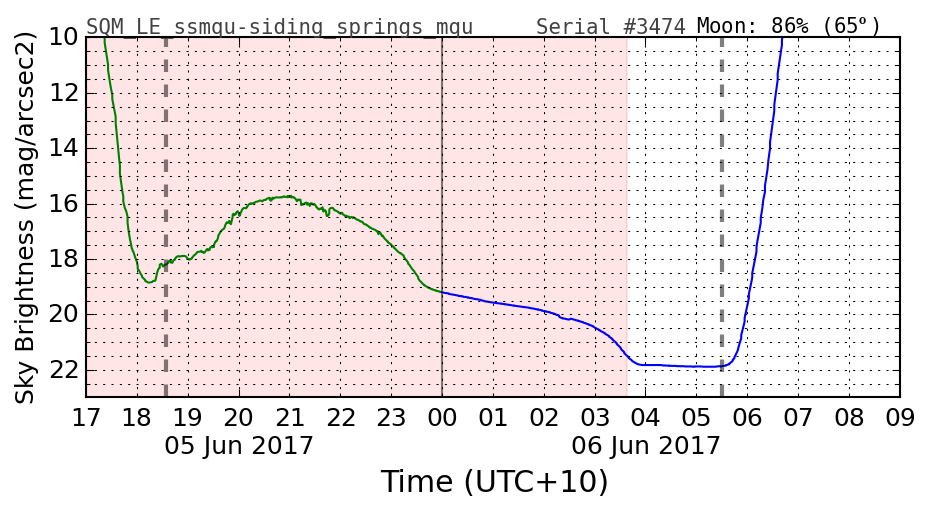 SQM_LE_ssmqu-siding_springs_mqu Serial #3474 Moon: 86% (65°)
Sky Brightness (mag/arcsec2)
10
12
14
16
18
20
22
17 18 19 20 21 22 23 00 01 02 03 04 05 06 07 08 09
05 Jun 2017 06 Jun 2017
Time (UTC+10)